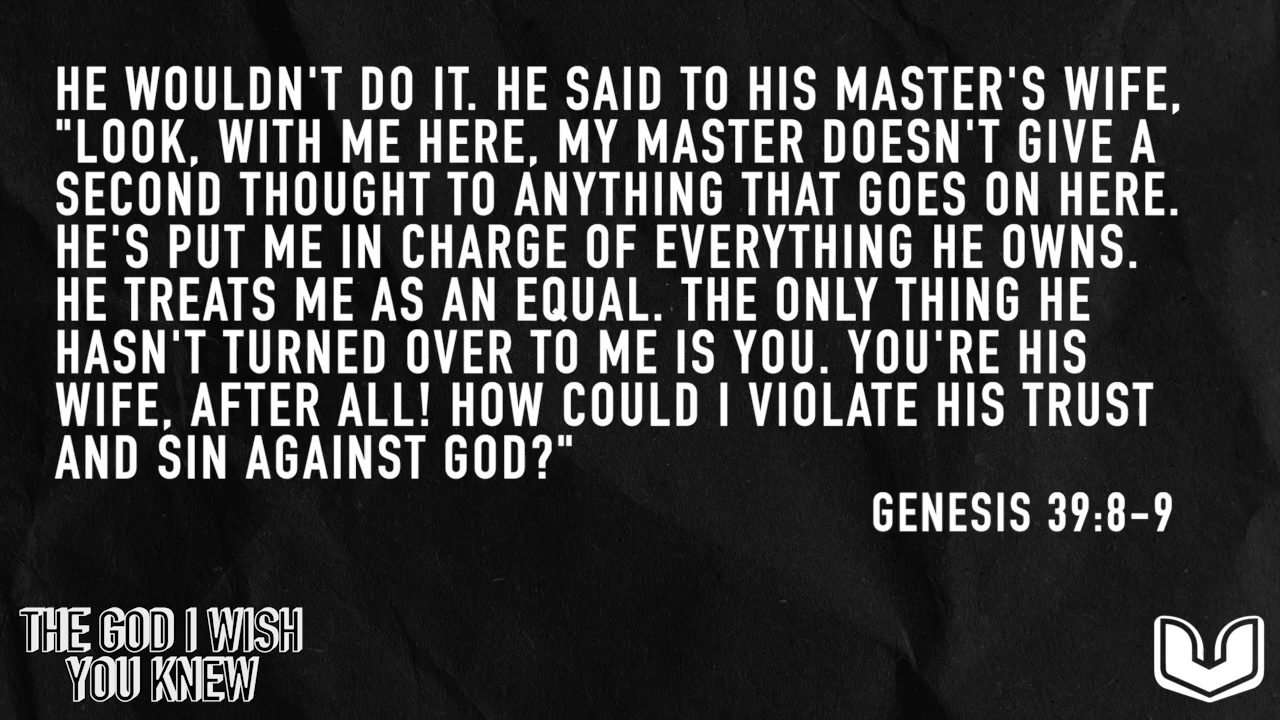 HE WOULDN'T DO IT. HE SAID TO HIS MASTER'S WIFE,
"LOOK, WITH ME HERE, MY MASTER DOESN'T GIVE A
SECOND THOUGHT TO ANYTHING THAT GOES ON HERE.
HE'S PUT ME IN CHARGE OF EVERYTHING HE OWNS.
HE TREATS ME AS AN EQUAL. THE ONLY THING HE
HASN'T TURNED OVER TO ME IS YOU. YOU'RE HIS
WIFE, AFTER ALL! HOW COULD I VIOLATE HIS TRUST
AND SIN AGAINST GOD?"
GENESIS 39:8-9
THE GOD I WISH
YOU KNEW